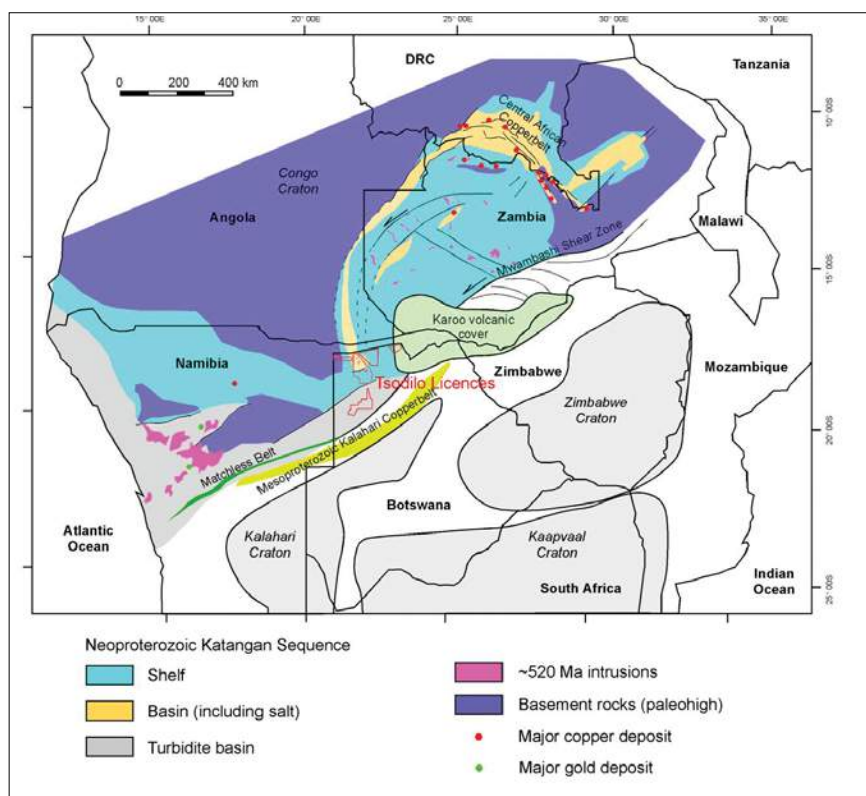 15° 00'
20° 00'
25° 00'
30° 00'
35° 00'
DRC
Tanzania
0 200 400 km
10° 00'S
Central African
Copperbelt
Congo
Craton
Angola
Zambia
Malawi
Mwambashi Shear Zone
15° 00'S
Karoo volcanic
cover
Namibia
Zimbabwe
Mozambique
Tsodilo Licences
Zimbabwe
Craton
20° 00'S
Matchless Belt
Mesoproterozoic Kalahari Copperbelt
Botswana
Atlantic
Ocean
Kalahari
Craton
Kaapvaal
Craton
South Africa
Indian
Ocean
25° 00'S
Neoproterozoic Katangan Sequence
Shelf
Basin (including salt)
Turbidite basin
~520 Ma intrusions
Basement rocks (paleohigh)
Major copper deposit
Major gold deposit